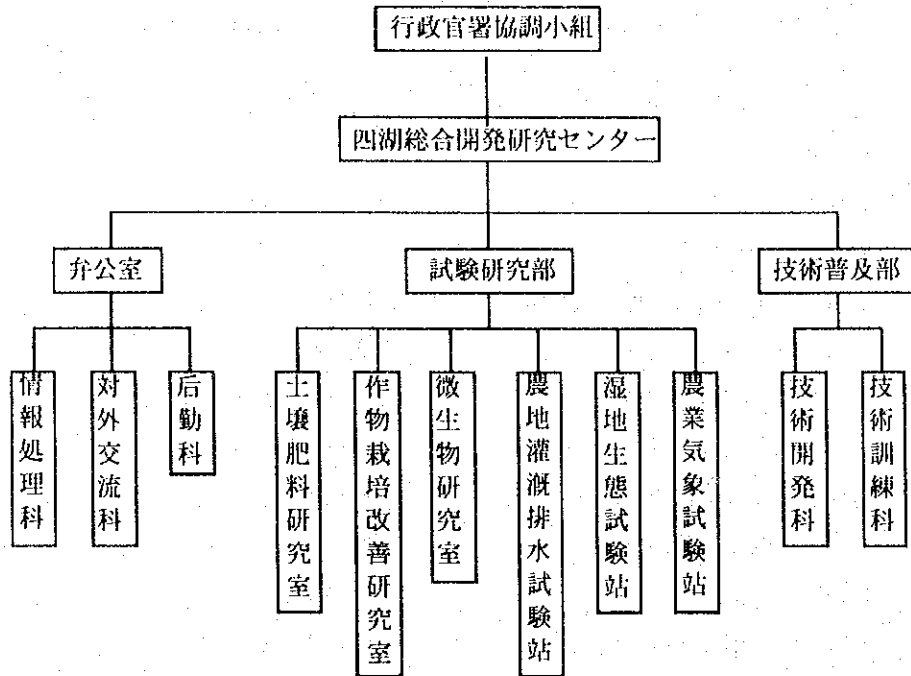 行政官署協調小組
四湖総合開発研究センター
弁公室
試験研究部
技術普及部
情報処理科
対外交流科
后勤科
土壌肥料研究室
作物栽培改善研究室
微生物研究室
農地灌漑排水試験站
湿地生態試験站
農業気象試験站
技術開発科
技術訓練科